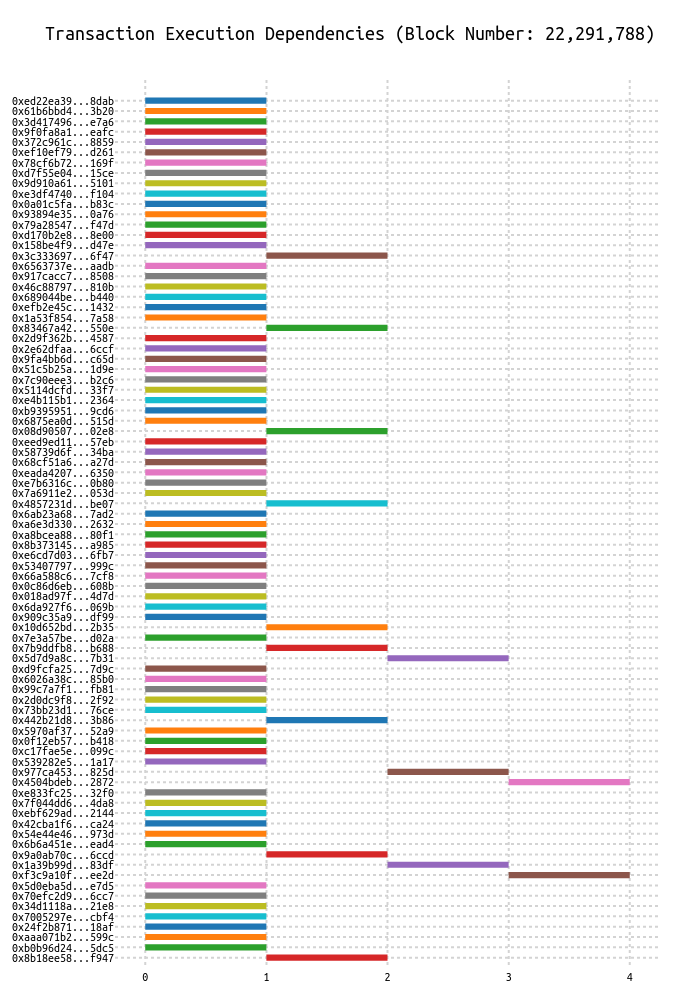 Transaction Execution Dependencies (Block Number: 22,291,788)
0xed22ea39...8dab
0x61b6bbd4...3b20
0x3d417496...e7a6
0x9f0fa8a1...eafc
0x372c961c...8859
0xef10ef79...d261
0x78cf6b72...169f
0xd7f55e04...15ce
0x9d910a61...5101
0xe3df4740...f104
0x0a01c5fa...b83c
0x93894e35...0a76
0x79a28547...f47d
0xd170b2e8...8e00
0x158be4f9...d47e
0x3c333697...6f47
0x6563737e...aadb
0x917cacc7...8508
0x46c88797...810b
0x689044be...b440
0xefb2e45c...1432
0x1a53f854...7a58
0x83467a42...550e
0x2d9f362b...4587
0x2e62dfaa...6ccf
0x9fa4bb6d...c65d
0x51c5b25a...1d9e
0x7c90eee3...b2c6
0x5114dcfd...33f7
0xe4b115b1...2364
0xb9395951...9cd6
0x6875ea0d...515d
0x08d90507...02e8
0xeed9ed11...57eb
0x58739d6f...34ba
0x68cf51a6...a27d
0xeada4207...6350
0xe7b6316c...0b80
0x7a6911e2...053d
0x4857231d...be07
0x6ab23a68...7ad2
0xa6e3d330...2632
0xa8bcea88...80f1
0x8b373145...a985
0xe6cd7d03...6fb7
0x53407797...999c
0x66a588c6...7cf8
0x0c86d6eb...608b
0x018ad97f...4d7d
0x6da927f6...069b
0x909c35a9...df99
0x10d652bd...2b35
0x7e3a57be...d02a
0x7b9ddfb8...b688
0x5d7d9a8c...7b31
0xd9fcfa25...7d9c
0x6026a38c...85b0
0x99c7a7f1...fb81
0x2d0dc9f8...2f92
0x73bb23d1...76ce
0x442b21d8...3b86
0x5970af37...52a9
0x0f12eb57...b418
0xc17fae5e...099c
0x539282e5...1a17
0x977ca453...825d
0x4504bdeb...2872
0xe833fc25...32f0
0x7f044dd6...4da8
0xebf629ad...2144
0x42cba1f6...ca24
0x54e44e46...973d
0x6b6a451e...ead4
0x9a0ab70c...6ccd
0x1a39b99d...83df
0xf3c9a10f...ee2d
0x5d0eba5d...e7d5
0x70efc2d9...6cc7
0x34d1118a...21e8
0x7005297e...cbf4
0x24f2b871...18af
0xaaa071b2...599c
0xb0b96d24...5dc5
0x8b18ee58...f947
0 1 2 3 4